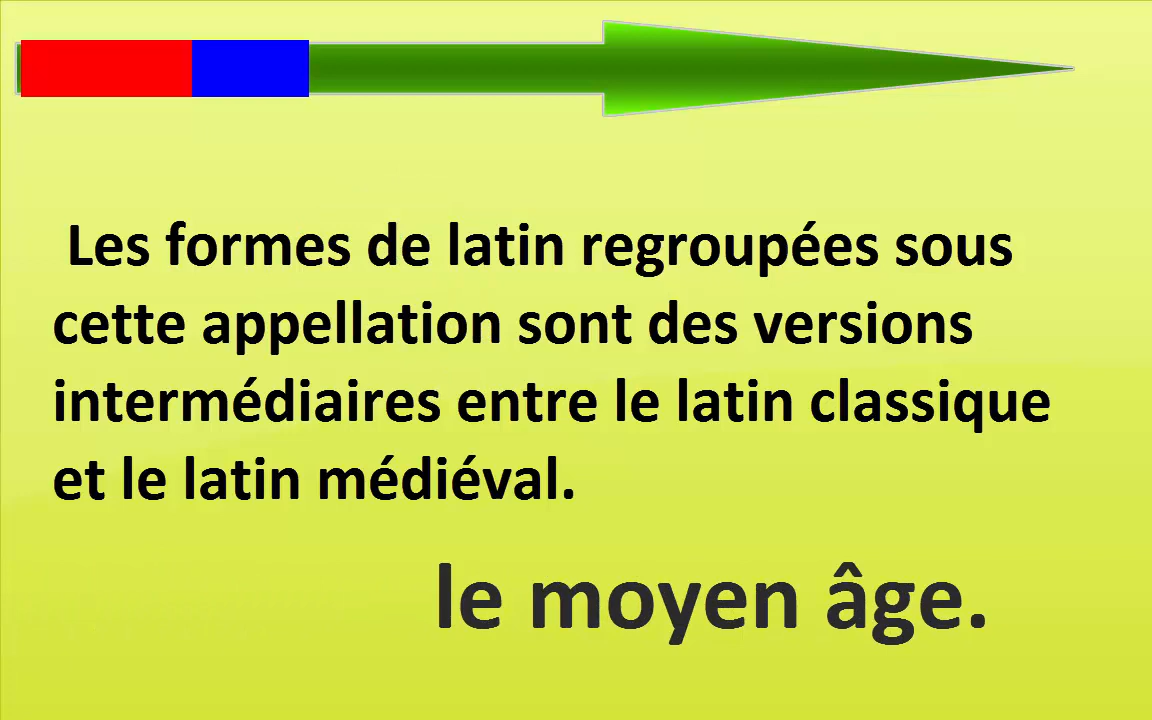 Les formes de latin regroupées sous
cette appellation sont des versions
intermédiaires entre le latin classique
et le latin médiéval.
le moyen âge.